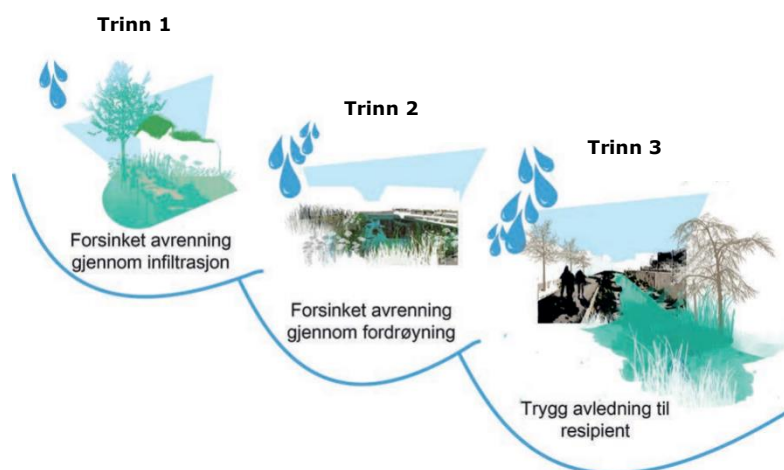 Trinn 1
Forsinket avrenning
gjennom infiltrasjon
Trinn 2
Forsinket avrenning
gjennom fordrøyning
Trinn 3
Trygg avledning til
resipient